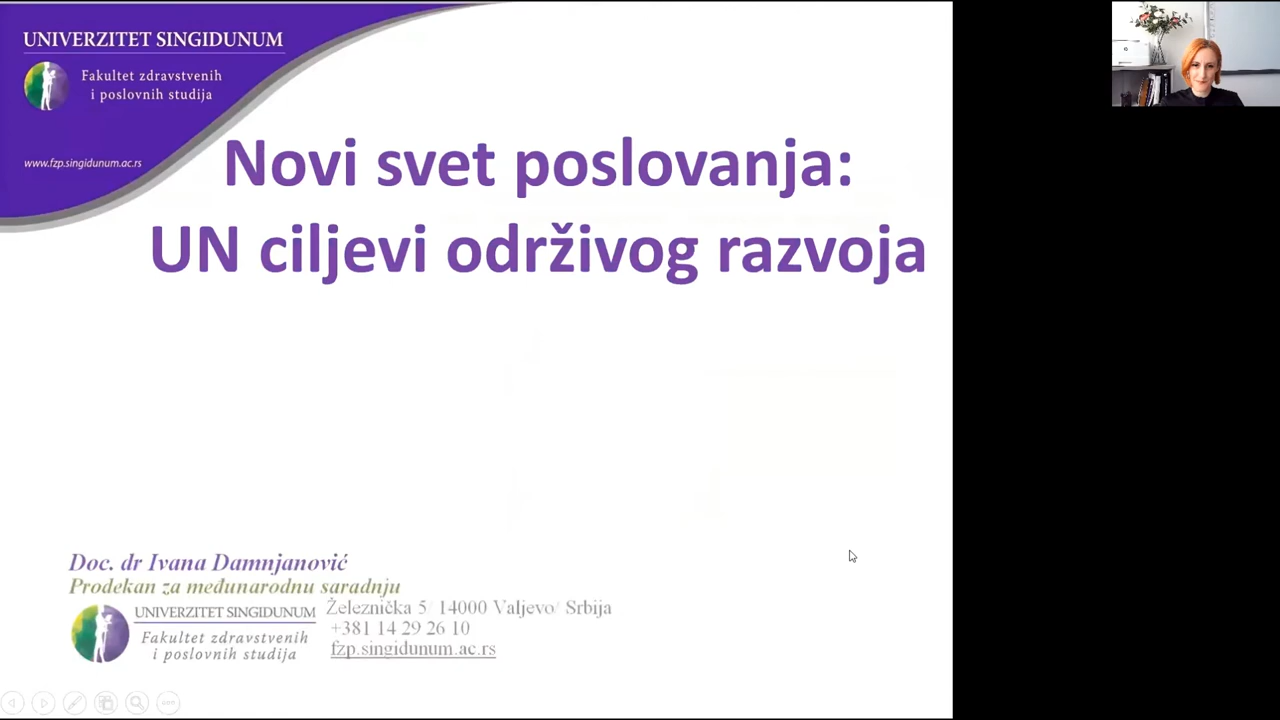 UNIVERZITET SINGIDUNUM
Fakultet zdravstvenih
i poslovnih studija
www.fzp.singidunum.ac.rs
Novi svet poslovanja:
UN ciljevi održivog razvoja
Doc. dr Ivana Damnjanović
Prodekan za međunarodnu saradnju
UNIVERZITET SINGIDUNUM
Fakultet zdravstvenih
i poslovnih studija
Železnička 5/ 14000 Valjevo/ Srbija
+381 14 29 26 10
fzp.singidunum.ac.rs